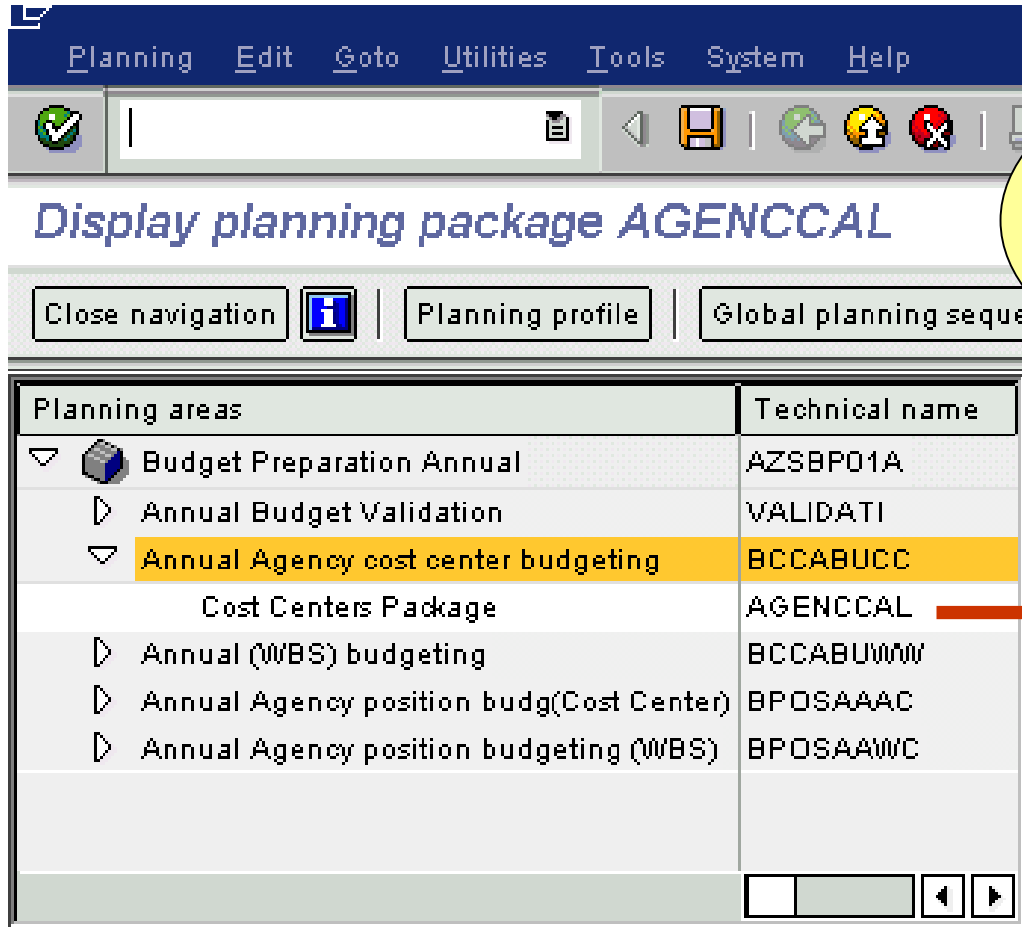 Planning Edit Goto Utilities Tools System Help
Display planning package AGENCCAL
Close navigation Planning profile Global planning seque
Planning areas Technical name
Budget Preparation Annual AZSBP01A
Annual Budget Validation VALIDATI
Annual Agency cost center budgeting BCCABUCC
Cost Centers Package AGENCCAL
Annual (WBS) budgeting BCCABUWW
Annual Agency position budg(Cost Center) BPOSAAAC
Annual Agency position budgeting (WBS) BPOSAAWC